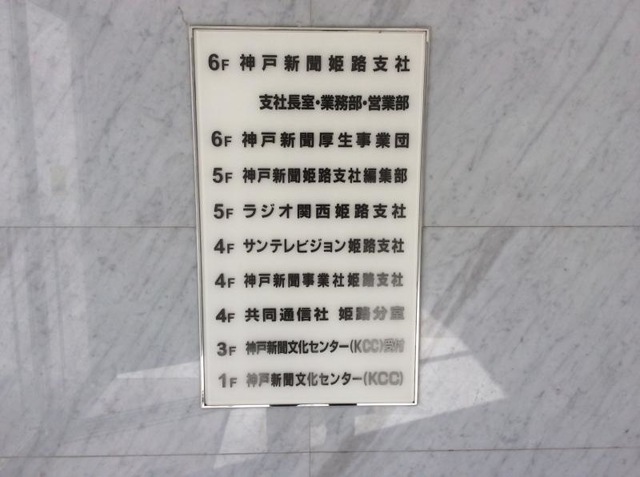 6F 神戸新聞姫路支社
支社長室・業務部・営業部
6F 神戸新聞厚生事業団
5F 神戸新聞姫路支社編集部
5F ラジオ関西姫路支社
4F サンテレビジョン姫路支社
4F 神戸新聞事業社姫路支社
4F 共同通信社 姫路分室
3F 神戸新聞文化センター(KCC)受付
1F 神戸新聞文化センター(KCC)